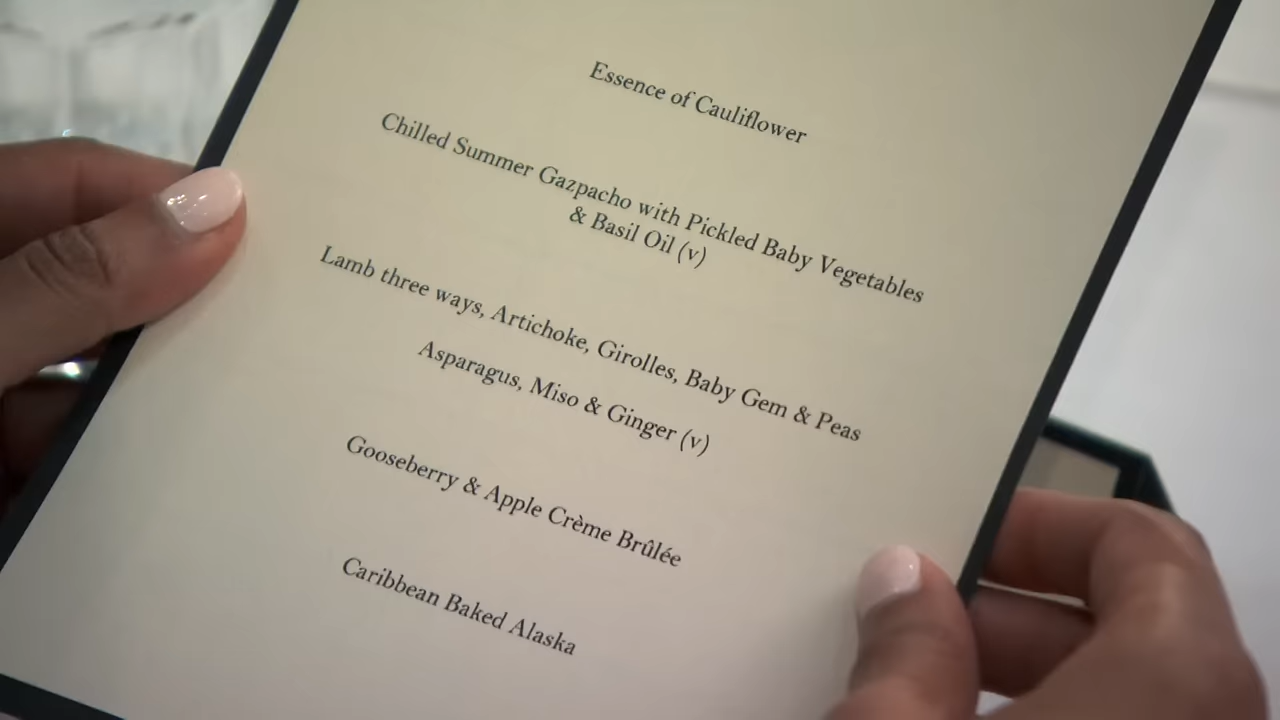 Essence of Cauliflower
Chilled Summer Gazpacho with Pickled Baby Vegetables
& Basil Oil (v)
Lamb three ways, Artichoke, Girolles, Baby Gem & Peas
Asparagus, Miso & Ginger (v)
Gooseberry & Apple Crème Brûlée
Caribbean Baked Alaska